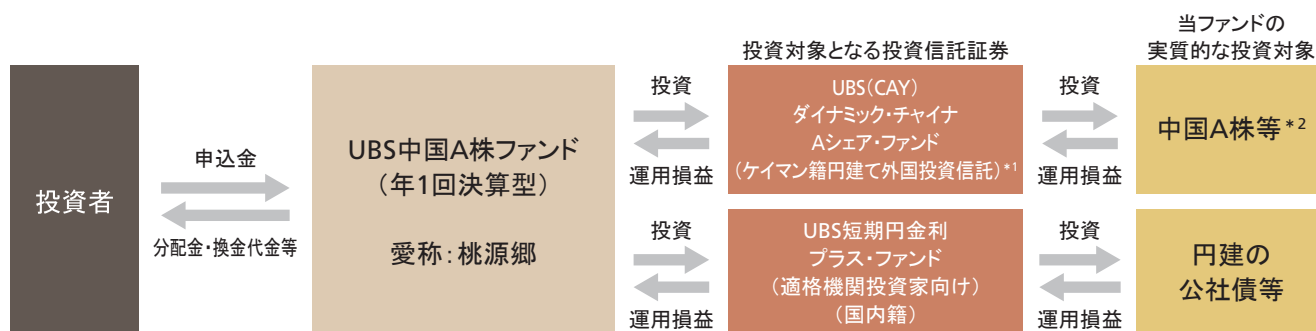 投資者
申込金
分配金・換金代金等
UBS中国A株ファンド
（年1回決算型）
愛称：桃源郷
投資
運用損益
投資
運用損益
投資対象となる投資信託証券
UBS（CAY）
ダイナミック・チャイナ
Aシェア・ファンド
（ケイマン籍円建て外国投資信託）*1
UBS短期円金利
プラス・ファンド
（適格機関投資家向け）
（国内籍）
投資
運用損益
投資
運用損益
当ファンドの
実質的な投資対象
中国A株等*2
円建の
公社債等